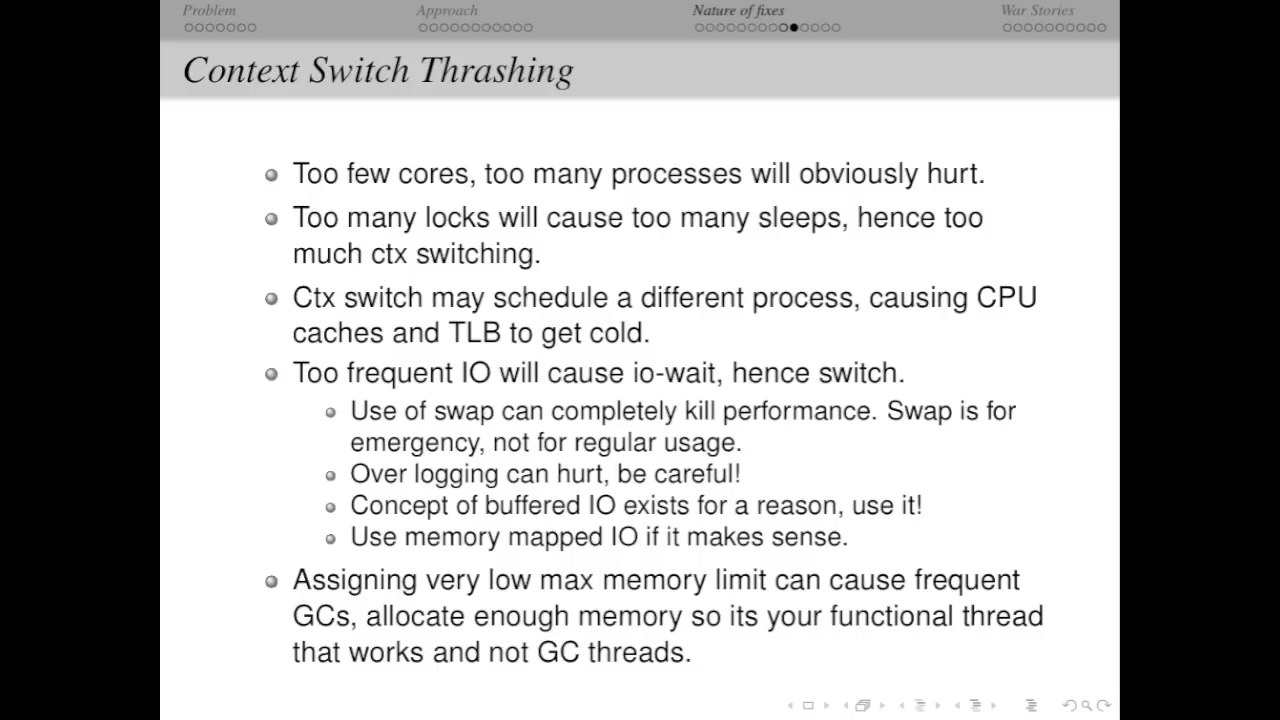 Problem Approach Nature of fixes War Stories
Context Switch Thrashing
Too few cores, too many processes will obviously hurt.
Too many locks will cause too many sleeps, hence too
much ctx switching.
Ctx switch may schedule a different process, causing CPU
caches and TLB to get cold.
Too frequent IO will cause io-wait, hence switch.
Use of swap can completely kill performance. Swap is for
emergency, not for regular usage.
Over logging can hurt, be careful!
Concept of buffered IO exists for a reason, use it!
Use memory mapped IO if it makes sense.
Assigning very low max memory limit can cause frequent
GCs, allocate enough memory so its your functional thread
that works and not GC threads.